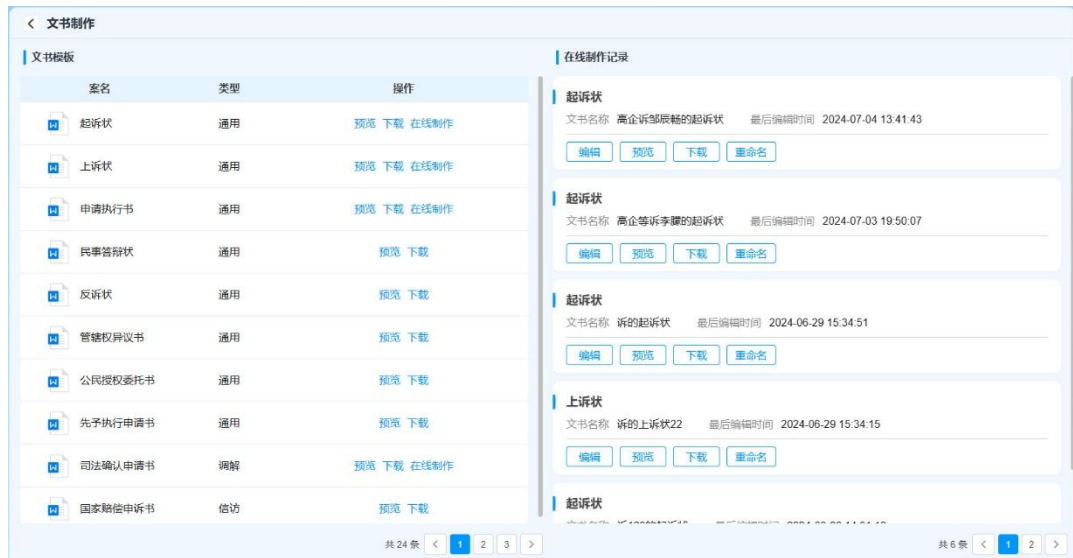 文书制作
文书模板
案名 类型 操作
起诉状 通用 预览 下载 在线制作
上诉状 通用 预览 下载 在线制作
申请执行书 通用 预览 下载 在线制作
民事答辩状 通用 预览 下载
反诉状 通用 预览 下载
管辖权异议书 通用 预览 下载
公民授权委托书 通用 预览 下载
先予执行申请书 通用 预览 下载
司法确认申请书 调解 预览 下载 在线制作
国家赔偿申诉书 信访 预览 下载
共 24 条 1 2 3
在线制作记录
起诉状
文书名称 高企诉邹辰畅的起诉状 最后编辑时间 2024-07-04 13:41:43
编辑 预览 下载 重命名
起诉状
文书名称 高企等诉李朦的起诉状 最后编辑时间 2024-07-03 19:50:07
编辑 预览 下载 重命名
起诉状
文书名称 诉的起诉状 最后编辑时间 2024-06-29 15:34:51
编辑 预览 下载 重命名
上诉状
文书名称 诉的上诉状22 最后编辑时间 2024-06-29 15:34:15
编辑 预览 下载 重命名
起诉状
共 6 条 1 2